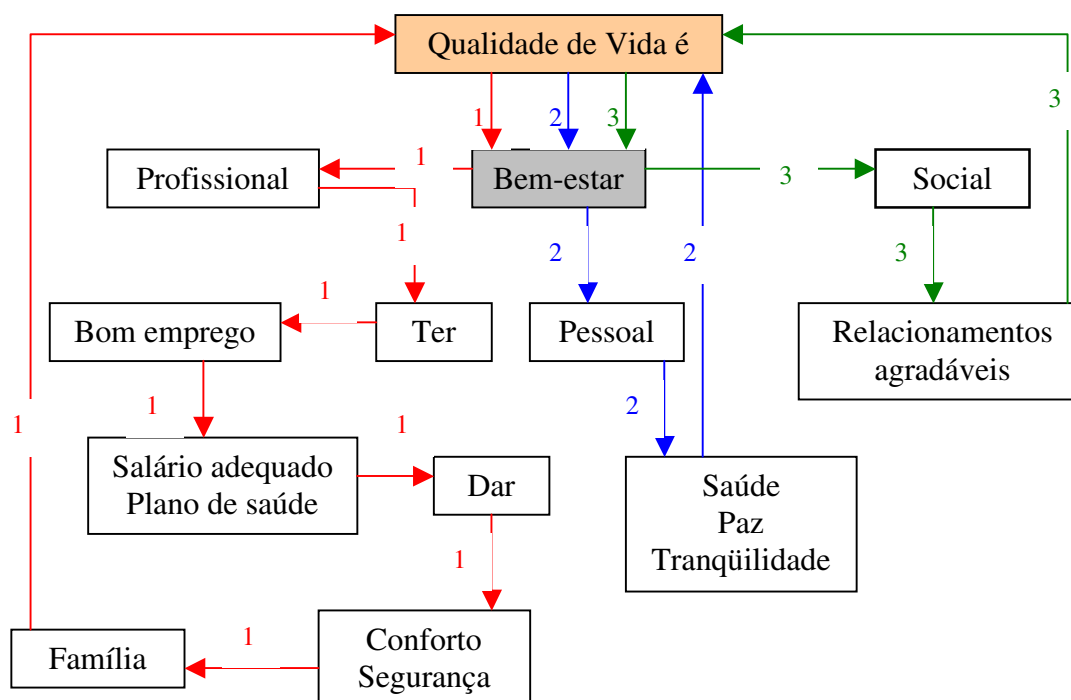 Qualidade de Vida é
1
2
3
3
Profissional
1
Bem-estar
3
Social
1
2
2
3
1
Bom emprego
Ter
Pessoal
Relacionamentos
agradáveis
1
1
1
2
Salário adequado
Plano de saúde
Dar
Saúde
Paz
Tranqüilidade
1
1
Família
Conforto
Segurança